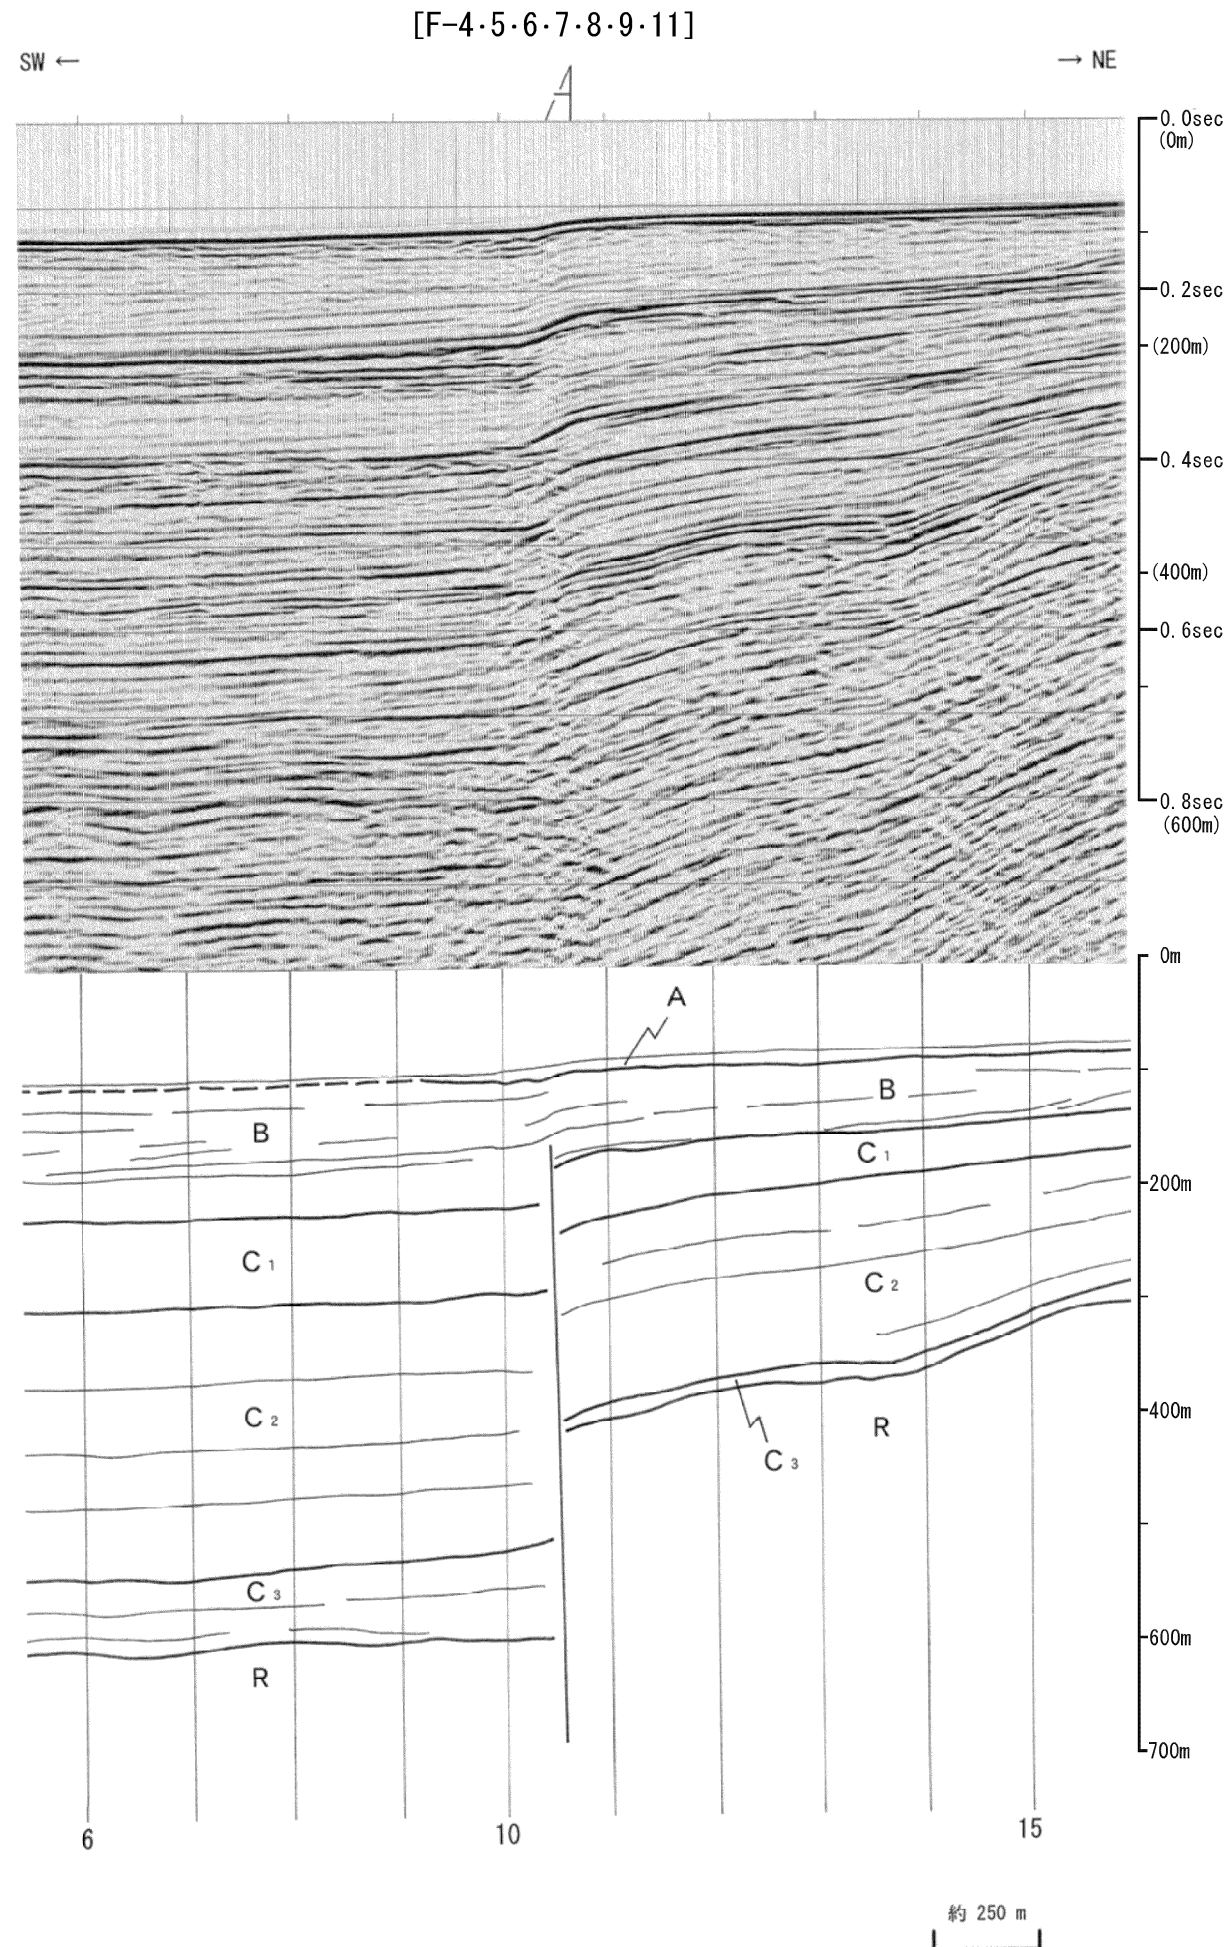 [F-4·5·6·7·8·9·11]
SW ← → NE
0.0sec
(0m)
0.2sec
(200m)
0.4sec
(400m)
0.6sec
0.8sec
(600m)
0m
A
B
B
C1
200m
C1
C2
C2
400m
R
C3
C3
600m
R
700m
6 10 15
約 250 m